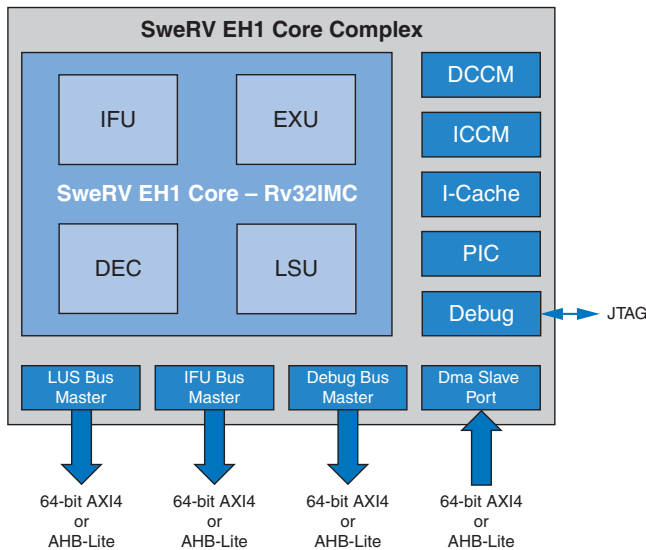 SweRV EH1 Core Complex
IFU
EXU
SweRV EH1 Core – Rv32IMC
DEC
LSU
DCCM
ICCM
I-Cache
PIC
Debug
JTAG
LUS Bus
Master
IFU Bus
Master
Debug Bus
Master
Dma Slave
Port
64-bit AXI4
or
AHB-Lite
64-bit AXI4
or
AHB-Lite
64-bit AXI4
or
AHB-Lite
64-bit AXI4
or
AHB-Lite